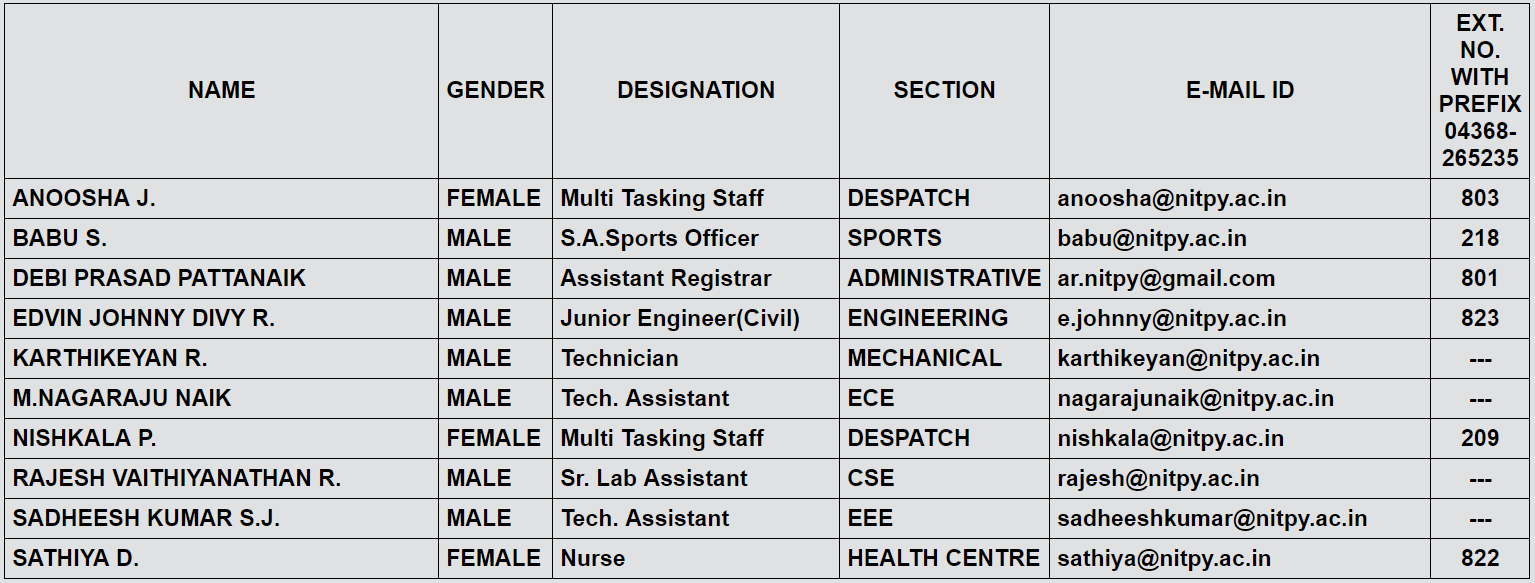 NAME GENDER DESIGNATION SECTION E-MAIL ID EXT. NO. WITH PREFIX 04368-265235
ANOOSHA J. FEMALE Multi Tasking Staff DESPATCH anoosha@nitpy.ac.in 803
BABU S. MALE S.A.Sports Officer SPORTS babu@nitpy.ac.in 218
DEBI PRASAD PATTANAIK MALE Assistant Registrar ADMINISTRATIVE ar.nitpy@gmail.com 801
EDVIN JOHNNY DIVY R. MALE Junior Engineer(Civil) ENGINEERING e.johnny@nitpy.ac.in 823
KARTHIKEYAN R. MALE Technician MECHANICAL karthikeyan@nitpy.ac.in ---
M.NAGARAJU NAIK MALE Tech. Assistant ECE nagarajunaik@nitpy.ac.in ---
NISHKALA P. FEMALE Multi Tasking Staff DESPATCH nishkala@nitpy.ac.in 209
RAJESH VAITHIYANATHAN R. MALE Sr. Lab Assistant CSE rajesh@nitpy.ac.in ---
SADHEESH KUMAR S.J. MALE Tech. Assistant EEE sadheeshkumar@nitpy.ac.in ---
SATHIYA D. FEMALE Nurse HEALTH CENTRE sathiya@nitpy.ac.in 822